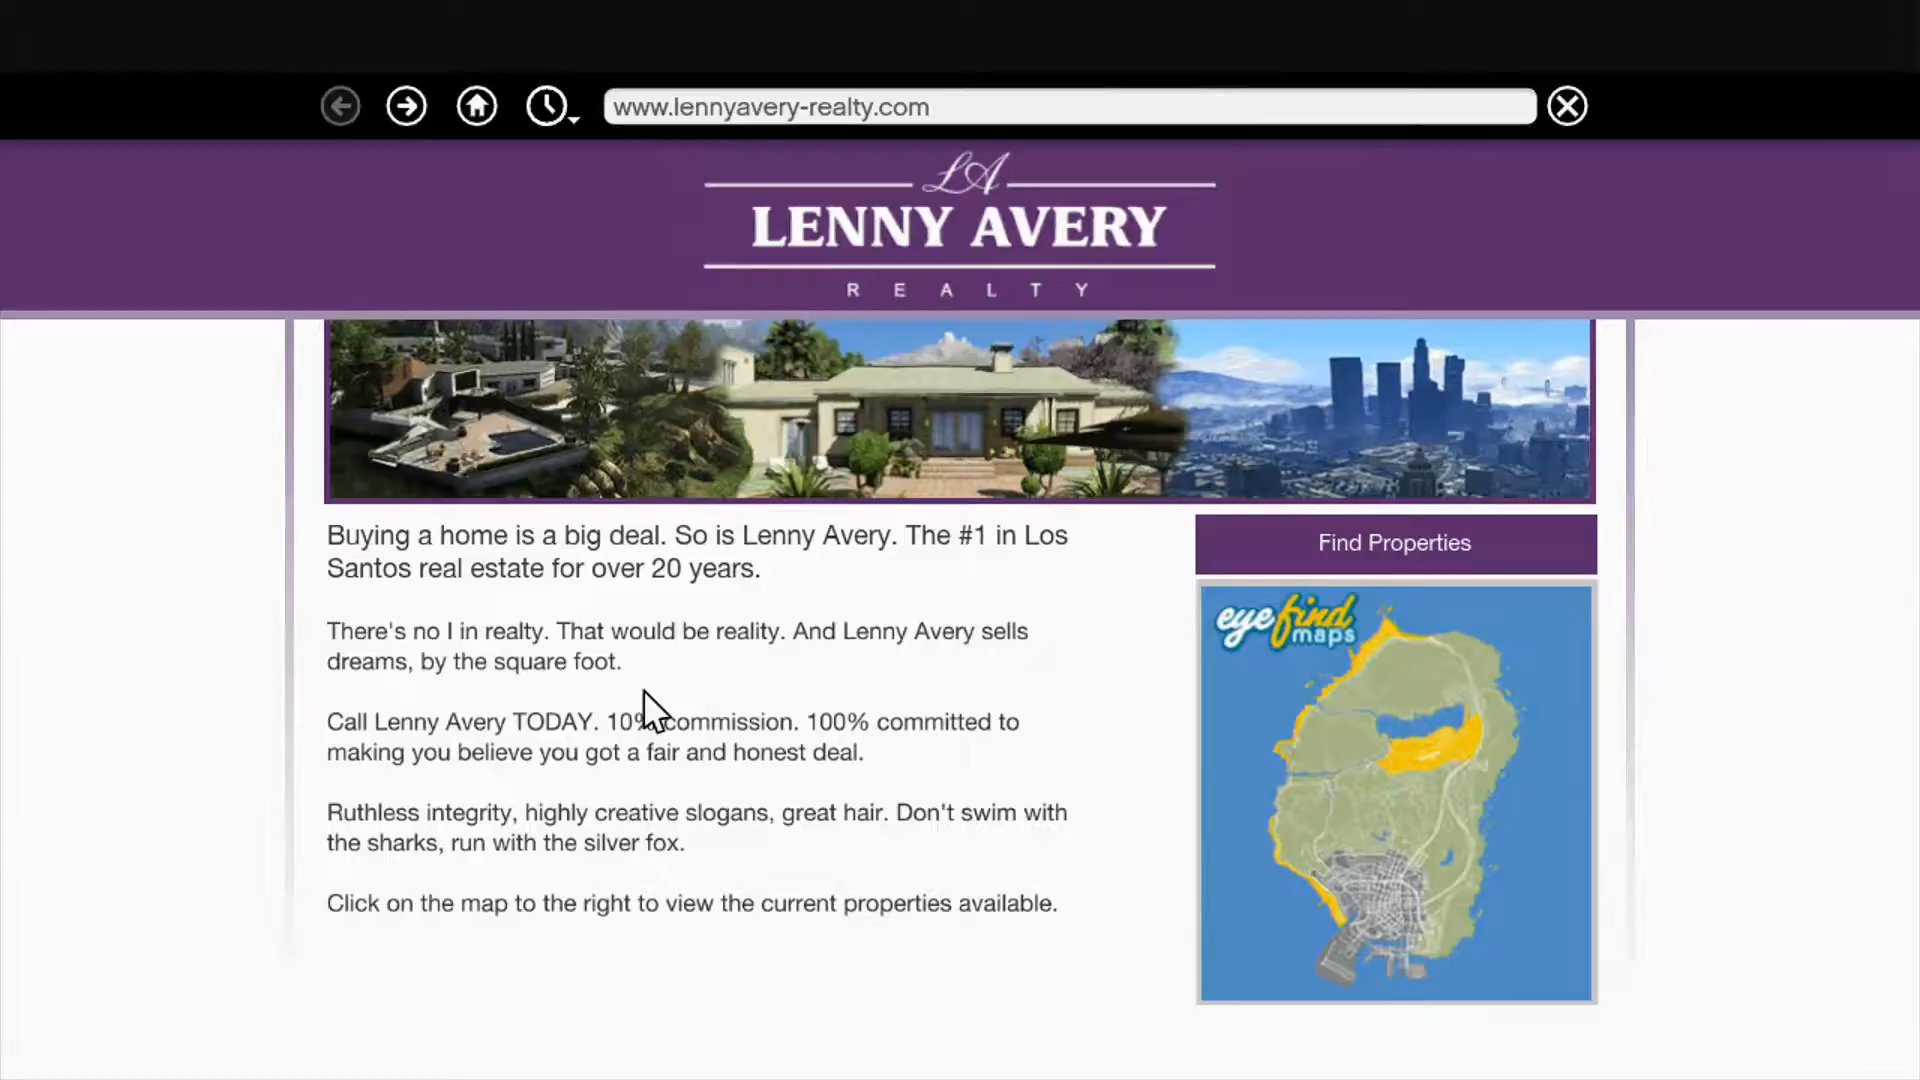 www.lennyavery-realty.com
LA
LENNY AVERY
REALTY
Buying a home is a big deal. So is Lenny Avery. The #1 in Los
Santos real estate for over 20 years.
There's no I in realty. That would be reality. And Lenny Avery sells
dreams, by the square foot.
Call Lenny Avery TODAY. 10% commission. 100% committed to
making you believe you got a fair and honest deal.
Ruthless integrity, highly creative slogans, great hair. Don't swim with
the sharks, run with the silver fox.
Click on the map to the right to view the current properties available.
Find Properties
eyefind
maps